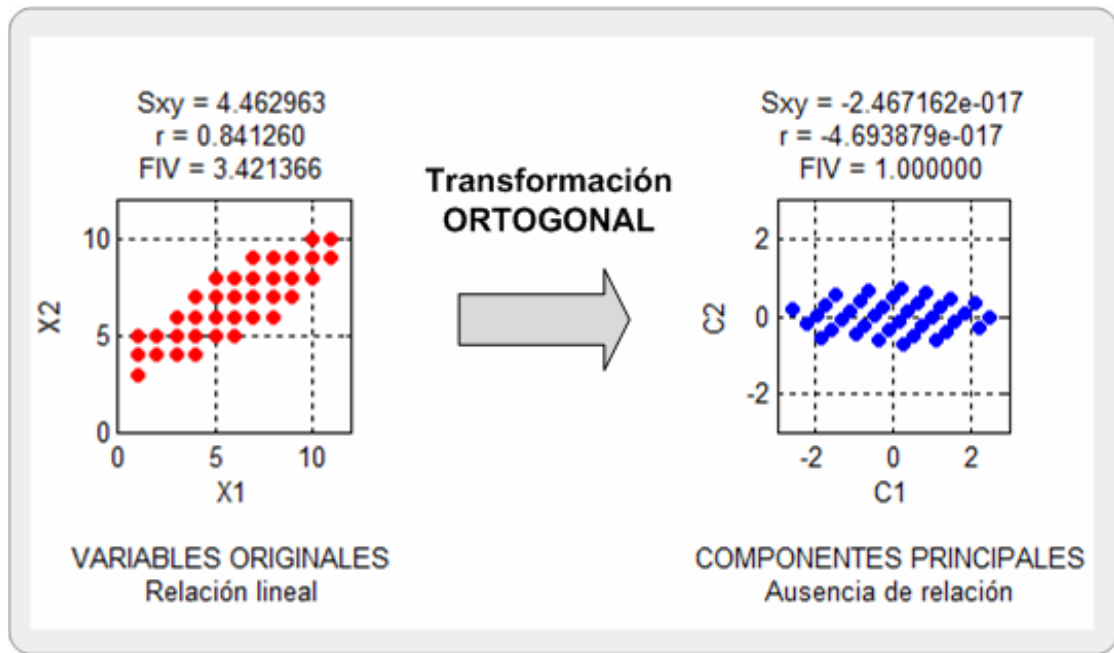 Sxy = 4.462963
r = 0.841260
FIV = 3.421366
10
5
0
X2
0
5
10
X1
VARIABLES ORIGINALES
Relación lineal
Transformación
ORTOGONAL
Sxy = -2.467162e-017
r = -4.693879e-017
FIV = 1.000000
2
0
-2
C2
-2
0
2
C1
COMPONENTES PRINCIPALES
Ausencia de relación